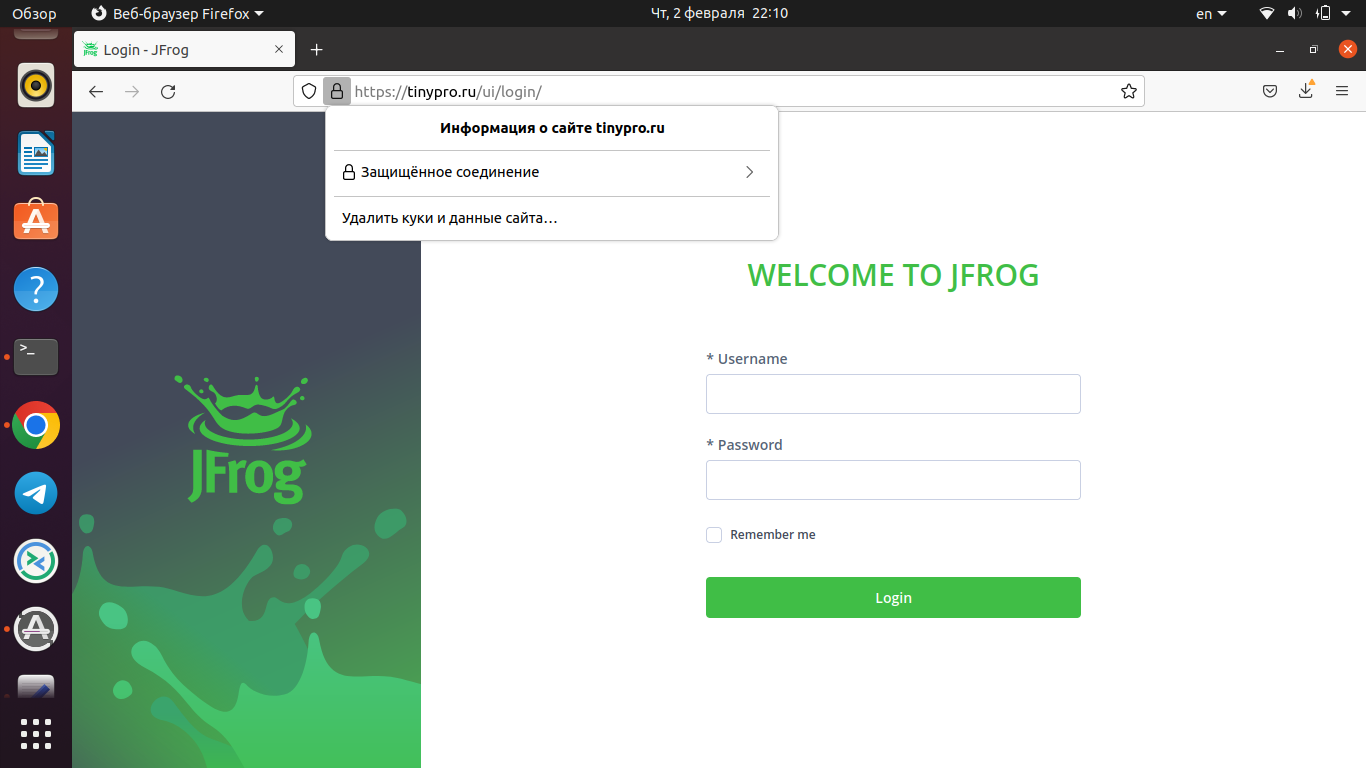 Обзор
Веб-браузер Firefox
Чт, 2 февраля 22:10
en
Login - JFrog
https://tinypro.ru/ui/login/
Информация о сайте tinypro.ru
Защищённое соединение
Удалить куки и данные сайта…
WELCOME TO JFROG
* Username
* Password
Remember me
Login
JFrog